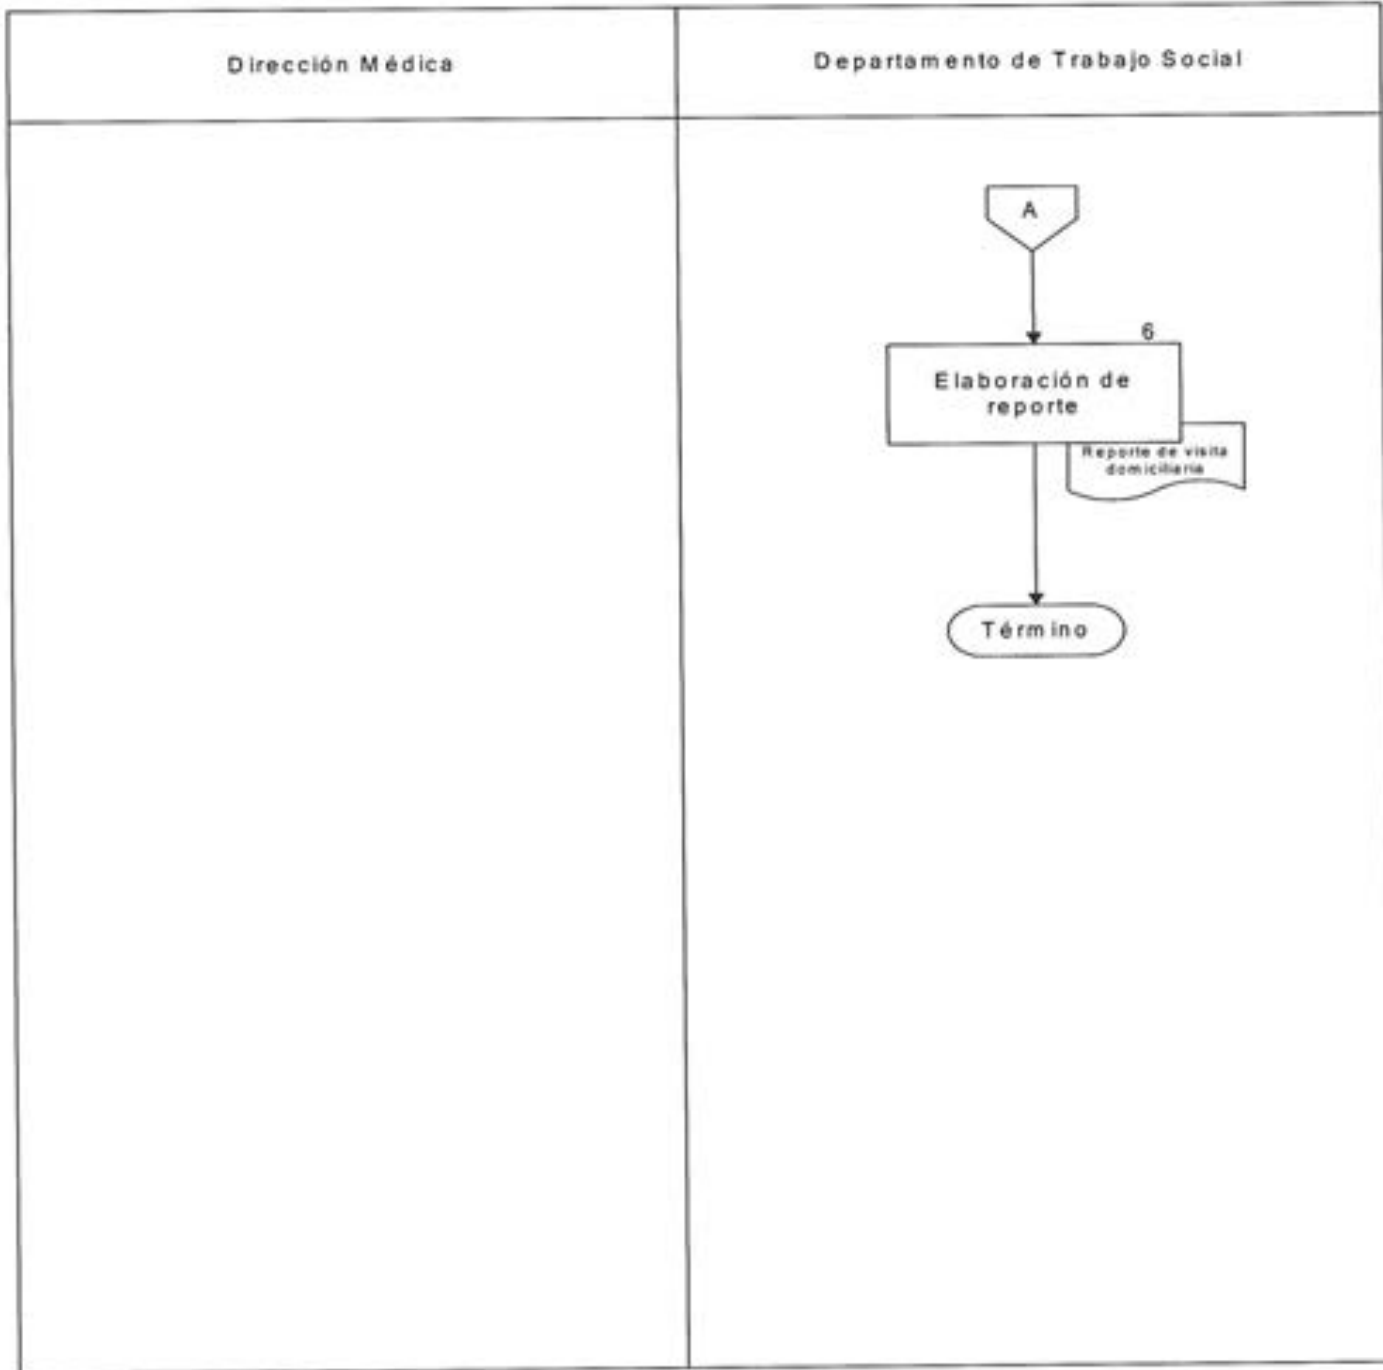 Dirección Médica
Departamento de Trabajo Social
A
6
Elaboración de
reporte
Reporte de visita
domiciliaria
Término